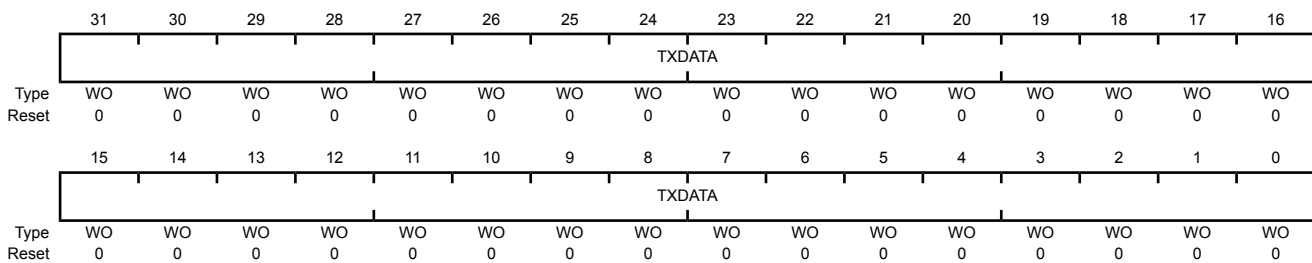 31 30 29 28 27 26 25 24 23 22 21 20 19 18 17 16
TXDATA
Type WO WO WO WO WO WO WO WO WO WO WO WO WO WO WO WO
Reset 0 0 0 0 0 0 0 0 0 0 0 0 0 0 0 0
15 14 13 12 11 10 9 8 7 6 5 4 3 2 1 0
TXDATA
Type WO WO WO WO WO WO WO WO WO WO WO WO WO WO WO WO
Reset 0 0 0 0 0 0 0 0 0 0 0 0 0 0 0 0